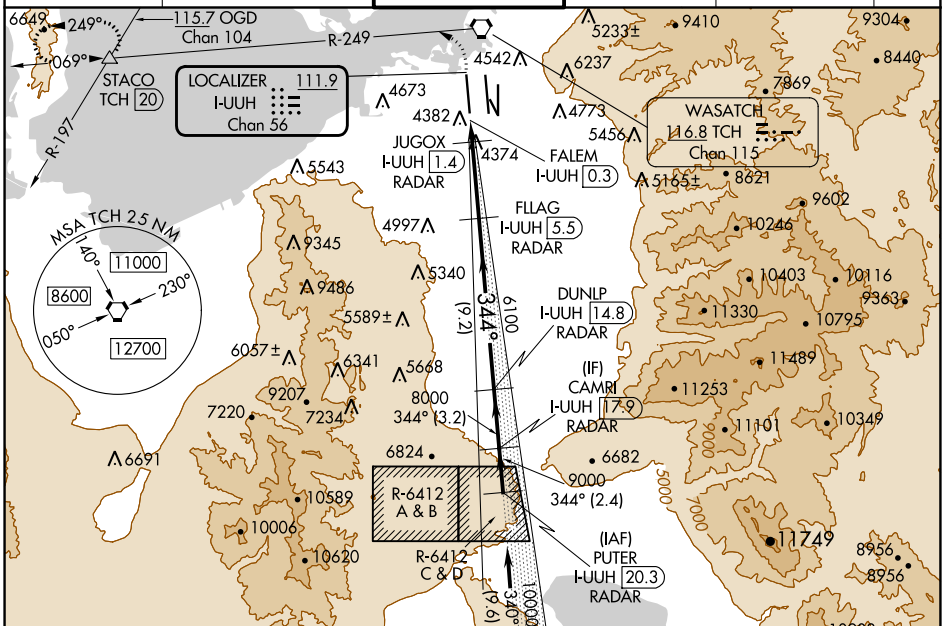 6649
249°
069°
115.7 OGD
Chan 104
R-249
STACO
TCH 20
R-197
LOCALIZER 111.9
I-UUH
Chan 56
4542
5233±
6237
9410
9304
8440
7869
WASATCH
116.8 TCH
Chan 115
4673
4382
4773
5456
4374
JUGOX
I-UUH 1.4
RADAR
FALEM
I-UUH 0.3
5543
5165±
8621
9602
MSA TCH 25 NM
140°
11000
230°
8600
050°
12700
4997
FLLAG
I-UUH 5.5
RADAR
10246
9345
5340
9486
10403
10116
9363
5589±
344°
(9.2)
6100
DUNLP
I-UUH 14.8
RADAR
11330
10795
6057±
6341
5668
11489
(IF)
CAMRI
I-UUH 17.9
RADAR
11253
9207
7220
7234
8000
344° (3.2)
11101
10349
9000
6691
6824
6682
9000
344° (2.4)
5000
7000
R-6412
A & B
10589
10006
10620
R-6412
C & D
(IAF)
PUTER
I-UUH 20.3
RADAR
11749
8956
8956
340°
(9.6)
10000